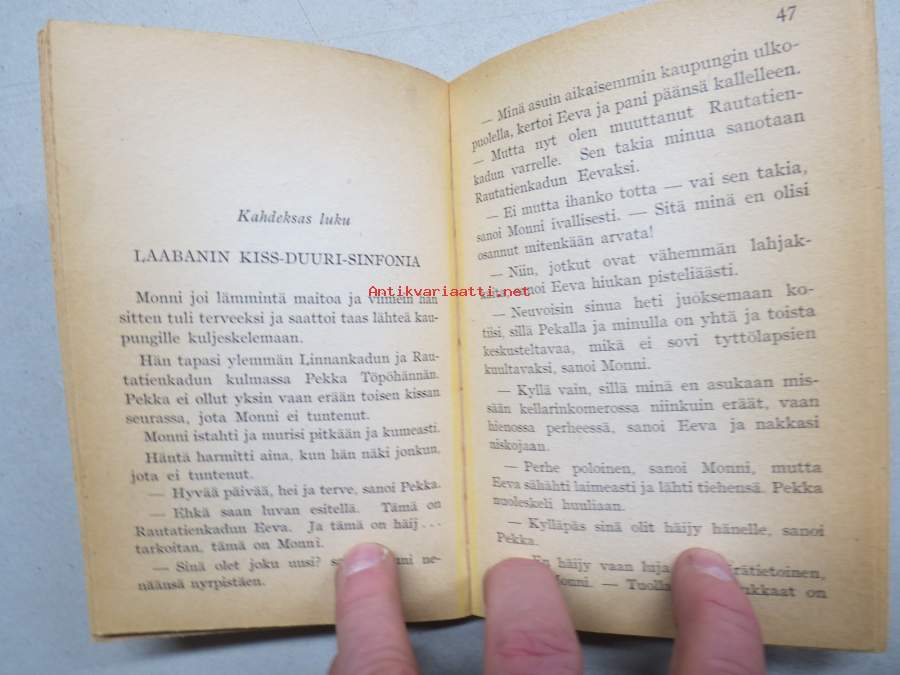 Kahdeksas luku
LAABANIN KISS-DUURI-SINFONIA
Monni joi lämmintä maitoa ja viimein hän
sitten tuli terveeksi ja saattoi taas lähteä kau-
pungille kuljeskelemaan.
Hän tapasi ylemmän Linnankadun ja Rau-
tatienkadun kulmassa Pekka Töpöhännän.
Pekka ei ollut yksin vaan erään toisen kissan
seurassa, jota Monni ei tuntenut.
Monni istahti ja murisi pitkään ja kumeasti.
Häntä harmitti aina, kun hän näki jonkun,
jota ei tuntenut.
— Hyvää päivää, hei ja terve, sanoi Pekka.
— Ehkä saan luvan esitellä. Tämä on
Rautatienkadun Eeva. Ja tämä on häij...
tarkoitan, tämä on Monni.
— Sinä olet joku uusi? ne-
näänsä nyrpistäen.
47
— Minä asuin aikaisemmin kaupungin ulko-
puolella, kertoi Eeva ja pani päänsä kallelleen.
— Mutta nyt olen muuttanut Rautatien-
kadun varrelle. Sen takia minua sanotaan
Rautatienkadun Eevaksi.
— Ei mutta ihanko totta — vai sen takia,
sanoi Monni ivallisesti. — Sitä minä en olisi
osannut mitenkään arvata!
— Niin, jotkut ovat vähemmän lahjak-
kaita, sanoi Eeva hiukan pisteliäästi.
— Neuvoisin sinua heti juoksemaan ko-
tiisi, sillä Pekalla ja minulla on yhtä ja toista
keskusteltavaa, mikä ei sovi tyttölapsien
kuultavaksi, sanoi Monni.
— Kyllä vain, sillä minä en asukaan mis-
sään kellarinkomerossa niinkuin eräät, vaan
hienossa perheessä, sanoi Eeva ja nakkasi
niskojaan.
— Perhe poloinen, sanoi Monni, mutta
Eeva sähähti laimeasti ja lähti tiehensä. Pekka
nuoleskeli huuliaan.
— Kylläpäs sinä olit häijy hänelle, sanoi
Pekka.
— En häijy vaan luja
Monni. — on
Antikvariaatti.net